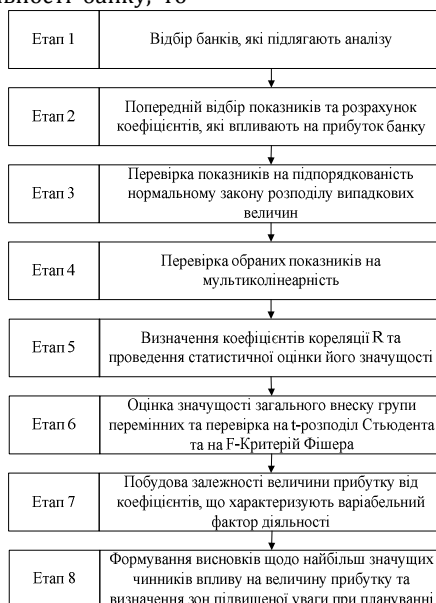 льності банку, то
Етап 1
Відбір банків, які підлягають аналізу
Етап 2
Попередній відбір показників та розрахунок
коефіцієнтів, які впливають на прибуток банку
Етап 3
Перевірка показників на підпорядкованість
нормальному закону розподілу випадкових
величин
Етап 4
Перевірка обраних показників на
мультиколінеарність
Етап 5
Визначення коефіцієнтів кореляції R та
проведення статистичної оцінки його значущості
Етап 6
Оцінка значущості загального внеску групи
перемінних та перевірка на t-розподіл Стьюдента
та на F-Критерій Фішера
Етап 7
Побудова залежності величини прибутку від
коефіцієнтів, що характеризують варіабельний
фактор діяльності
Етап 8
Формування висновків щодо найбільш значущих
чинників впливу на величину прибутку та
визначення зон підвищеної уваги при плануванні